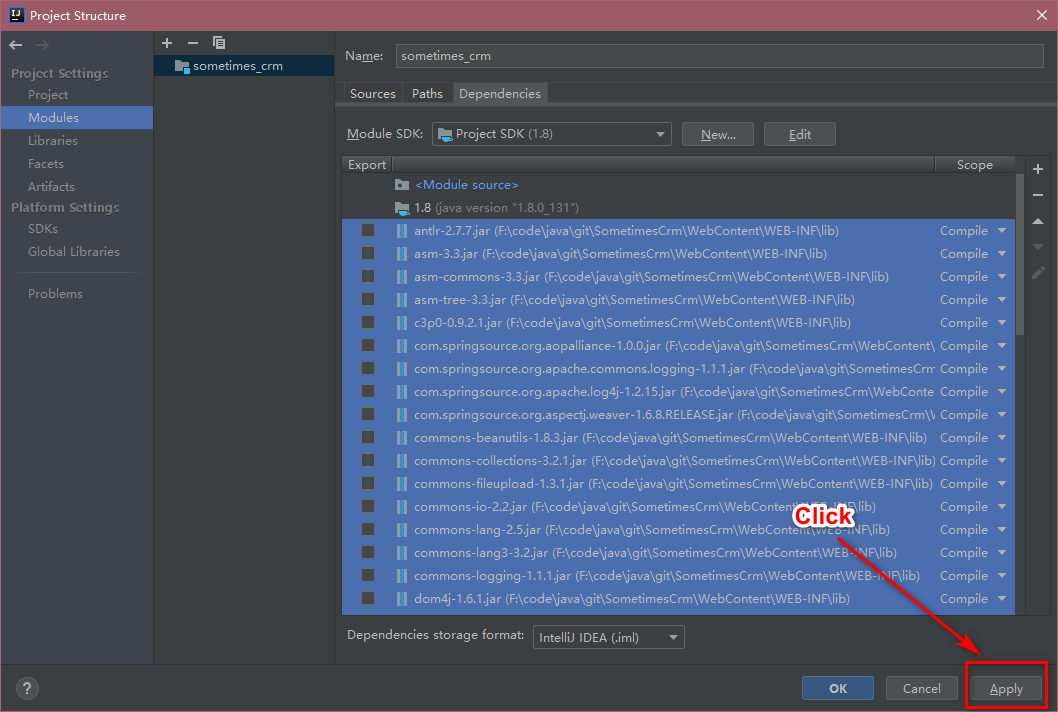 Project Structure
Project Settings
Project
Modules
Libraries
Facets
Artifacts
Platform Settings
SDKs
Global Libraries
Problems
sometimes_crm
Name: sometimes_crm
Sources Paths Dependencies
Module SDK: Project SDK (1.8) New... Edit
Export Scope
<Module source>
1.8 (java version "1.8.0_131")
antlr-2.7.7.jar (F:\code\java\git\SometimesCrm\WebContent\WEB-INF\lib) Compile
asm-3.3.jar (F:\code\java\git\SometimesCrm\WebContent\WEB-INF\lib) Compile
asm-commons-3.3.jar (F:\code\java\git\SometimesCrm\WebContent\WEB-INF\lib) Compile
asm-tree-3.3.jar (F:\code\java\git\SometimesCrm\WebContent\WEB-INF\lib) Compile
c3p0-0.9.2.1.jar (F:\code\java\git\SometimesCrm\WebContent\WEB-INF\lib) Compile
com.springsource.org.aopalliance-1.0.0.jar (F:\code\java\git\SometimesCrm\WebContent\ Compile
com.springsource.org.apache.commons.logging-1.1.1.jar (F:\code\java\git\SometimesCrm Compile
com.springsource.org.apache.log4j-1.2.15.jar (F:\code\java\git\SometimesCrm\WebConte Compile
com.springsource.org.aspectj.weaver-1.6.8.RELEASE.jar (F:\code\java\git\SometimesCrm\W Compile
commons-beanutils-1.8.3.jar (F:\code\java\git\SometimesCrm\WebContent\WEB-INF\lib) Compile
commons-collections-3.2.1.jar (F:\code\java\git\SometimesCrm\WebContent\WEB-INF\lib) Compile
commons-fileupload-1.3.1.jar (F:\code\java\git\SometimesCrm\WebContent\WEB-INF\lib) Compile
commons-io-2.2.jar (F:\code\java\git\SometimesCrm\WebContent\WEB-INF\lib) Compile
Click
commons-lang-2.5.jar (F:\code\java\git\SometimesCrm\WebContent\WEB-INF\lib) Compile
commons-lang3-3.2.jar (F:\code\java\git\SometimesCrm\WebContent\WEB-INF\lib) Compile
commons-logging-1.1.1.jar (F:\code\java\git\SometimesCrm\WebContent\WEB-INF\lib) Compile
dom4j-1.6.1.jar (F:\code\java\git\SometimesCrm\WebContent\WEB-INF\lib) Compile
Dependencies storage format: IntelliJ IDEA (.iml)
? OK Cancel Apply